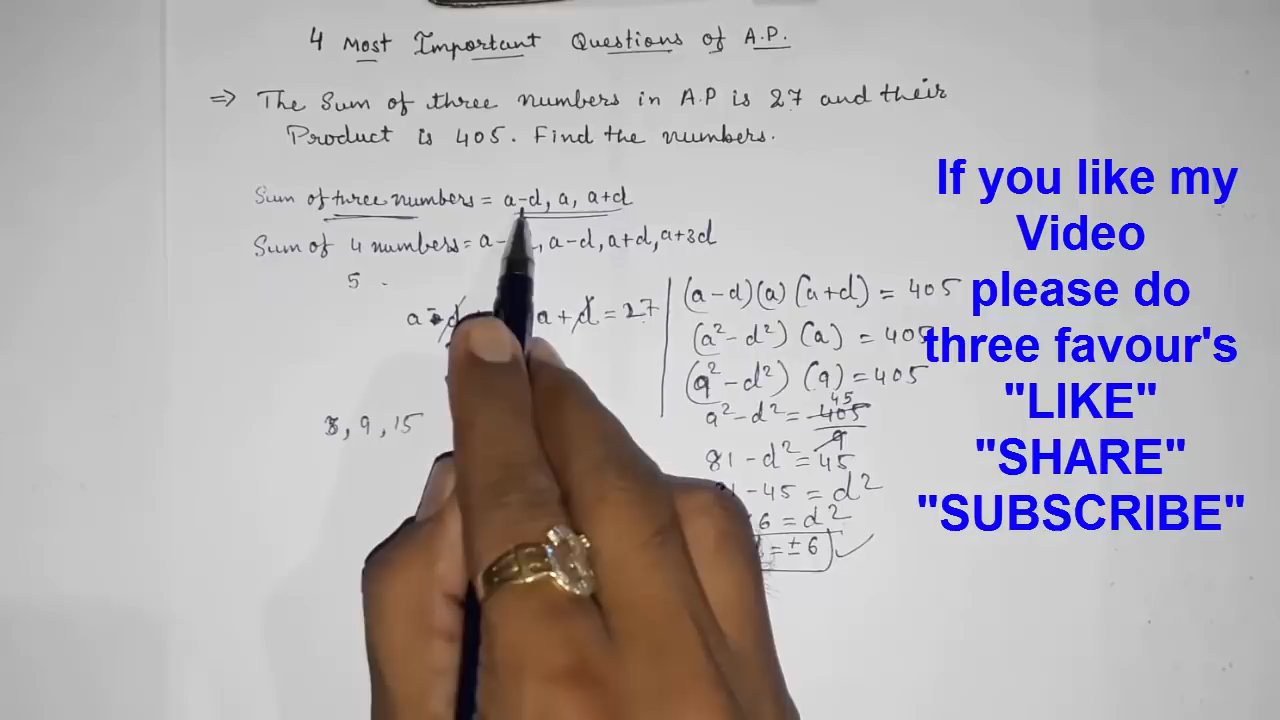 4 Most Important Questions of A.P.
⇒ The Sum of three numbers in A.P is 27 and their
Product is 405. Find the numbers.
Sum of three numbers = a-d, a, a+d
Sum of 4 numbers = a- , a-d, a+d, a+3d
5
a - d a + d = 27
, 9, 15
(a-d)(a)(a+d) = 405
(a²-d²) (a) = 405
(a²-d²) (a) = 405
a²-d² = 405/9 45
81-d² = 45
-45 = d²
6 = d²
= ±6
If you like my
Video
please do
three favour's
"LIKE"
"SHARE"
"SUBSCRIBE"